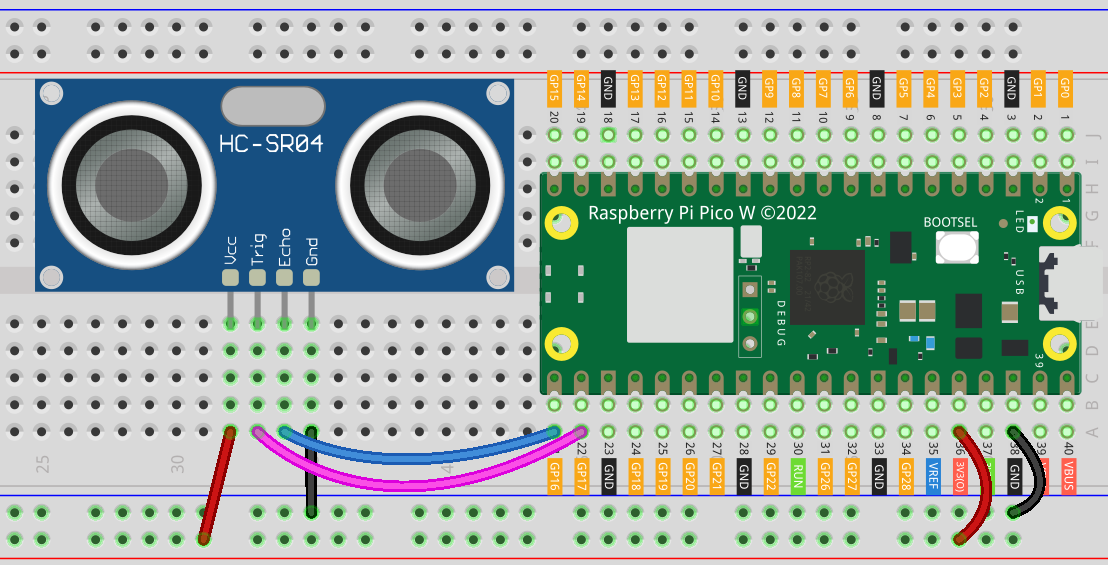 GP15 GP14 GND GP13 GP12 GP11 GP10 GND GP9 GP8 GP7 GP6 GND GP5 GP4 GP3 GP2 GND GP1 GP0
20 19 18 17 16 15 14 13 12 11 10 9 8 7 6 5 4 3 2 1
J
H
G
F
E
D
C
B
A
HC-SR04
Vcc Trig Echo Gnd
Raspberry Pi Pico W ©2022
BOOTSEL
LED
2
1
USB
DEBUG
39
25
30
22 23 24 25 26 27 28 29 30 31 32 33 34 35 36 37 38 39 40
GP16 GP17 GND GP18 GP19 GP20 GP21 GND GP22 RUN GP26 GP27 GND GP28 VREF 3V3(O) GND VBUS